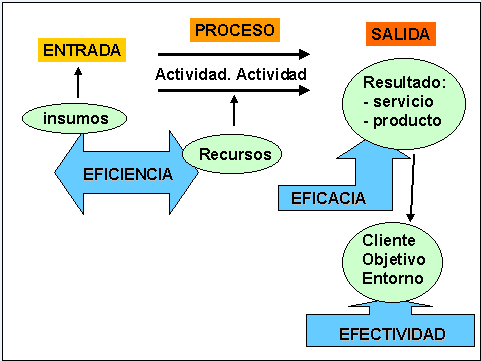 PROCESO
ENTRADA
SALIDA
Actividad. Actividad
Resultado:
- servicio
- producto
insumos
Recursos
EFICIENCIA
EFICACIA
Cliente
Objetivo
Entorno
EFECTIVIDAD